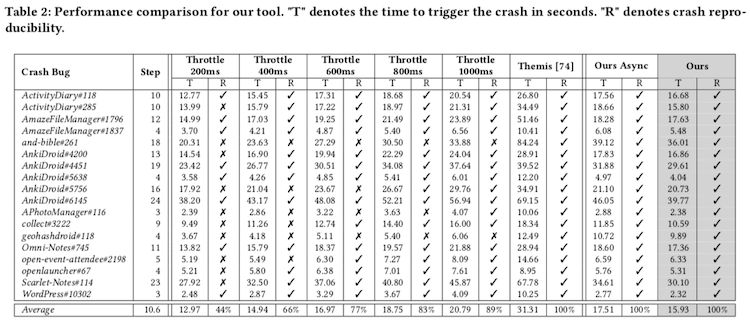 Table 2: Performance comparison for our tool. "T" denotes the time to trigger the crash in seconds. "R" denotes crash repro-
ducibility.
Crash Bug Step Throttle 200ms Throttle 400ms Throttle 600ms Throttle 800ms Throttle 1000ms Themis [74] Ours Async Ours
T R T R T R T R T R T R T R T R
ActivityDiary#118 10 12.77 ✓ 15.45 ✓ 17.31 ✓ 18.68 ✓ 20.54 ✓ 26.80 ✓ 17.56 ✓ 16.68 ✓
ActivityDiary#285 10 13.99 ✗ 15.79 ✓ 17.22 ✓ 18.97 ✓ 21.31 ✓ 34.49 ✓ 18.66 ✓ 15.80 ✓
AmazeFileManager#1796 12 14.99 ✓ 17.03 ✓ 19.25 ✓ 21.49 ✓ 23.89 ✓ 51.46 ✓ 18.28 ✓ 17.63 ✓
AmazeFileManager#1837 4 3.70 ✓ 4.21 ✓ 4.87 ✓ 5.40 ✓ 6.56 ✓ 10.41 ✓ 6.08 ✓ 5.48 ✓
and-bible#261 18 20.31 ✗ 23.63 ✗ 27.29 ✗ 30.50 ✗ 33.88 ✗ 84.24 ✓ 39.12 ✓ 36.01 ✓
AnkiDroid#4200 13 14.54 ✗ 16.90 ✓ 19.94 ✓ 22.29 ✓ 24.04 ✓ 28.91 ✓ 17.83 ✓ 16.86 ✓
AnkiDroid#4451 19 23.42 ✓ 26.77 ✓ 30.51 ✓ 34.08 ✓ 37.64 ✓ 39.52 ✓ 31.88 ✓ 29.61 ✓
AnkiDroid#5638 4 3.58 ✓ 4.26 ✓ 4.85 ✓ 5.41 ✓ 6.01 ✓ 12.20 ✓ 4.97 ✓ 4.04 ✓
AnkiDroid#5756 16 17.92 ✗ 21.04 ✗ 23.67 ✗ 26.67 ✓ 29.76 ✓ 34.91 ✓ 21.10 ✓ 20.73 ✓
AnkiDroid#6145 24 38.20 ✓ 43.17 ✓ 48.08 ✓ 52.21 ✓ 56.94 ✓ 69.15 ✓ 46.05 ✓ 39.77 ✓
APhotoManager#116 3 2.39 ✗ 2.86 ✗ 3.22 ✗ 3.63 ✗ 4.07 ✓ 10.06 ✓ 2.88 ✓ 2.38 ✓
collect#3222 9 9.49 ✗ 11.26 ✗ 12.74 ✓ 14.40 ✓ 16.00 ✓ 18.34 ✓ 11.85 ✓ 10.59 ✓
geohashdroid#118 4 3.67 ✗ 4.18 ✗ 5.11 ✗ 5.40 ✗ 6.06 ✗ 12.49 ✓ 10.72 ✓ 9.89 ✓
Omni-Notes#745 11 13.82 ✓ 15.79 ✓ 18.37 ✓ 19.57 ✓ 21.88 ✓ 28.94 ✓ 18.60 ✓ 17.36 ✓
open-event-attendee#2198 5 5.19 ✗ 5.49 ✗ 6.30 ✓ 7.27 ✓ 8.09 ✓ 14.66 ✓ 6.59 ✓ 6.13 ✓
openlauncher#67 4 5.21 ✗ 5.80 ✓ 6.38 ✓ 7.01 ✓ 7.61 ✓ 8.95 ✓ 5.76 ✓ 5.31 ✓
Scarlet-Notes#114 23 27.92 ✗ 32.50 ✓ 37.06 ✓ 40.80 ✓ 45.87 ✓ 67.78 ✓ 34.61 ✓ 30.10 ✓
WordPress#10302 3 2.48 ✓ 2.87 ✓ 3.29 ✓ 3.67 ✓ 4.09 ✓ 10.25 ✓ 2.77 ✓ 2.32 ✓
Average 10.6 12.97 44% 14.94 66% 16.97 77% 18.75 83% 20.79 89% 31.31 100% 17.51 100% 15.93 100%